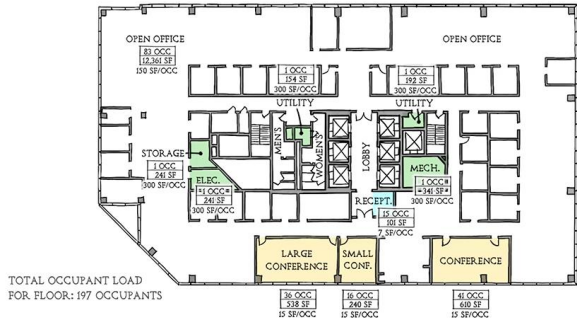 OPEN OFFICE
83 OCC
12,361 SF
150 SF/OCC
OPEN OFFICE
1 OCC
154 SF
300 SF/OCC
UTILITY
1 OCC
192 SF
300 SF/OCC
UTILITY
MEN'S
WOMEN'S
LOBBY
STORAGE
1 OCC
241 SF
300 SF/OCC
ELEC.
*1 OCC*
241 SF
300 SF/OCC
MECH.
1 OCC*
*341 SF*
300 SF/OCC
RECEPT.
15 OCC
101 SF
7 SF/OCC
LARGE
CONFERENCE
36 OCC
538 SF
15 SF/OCC
SMALL
CONF.
16 OCC
240 SF
15 SF/OCC
CONFERENCE
41 OCC
610 SF
15 SF/OCC
TOTAL OCCUPANT LOAD
FOR FLOOR: 197 OCCUPANTS